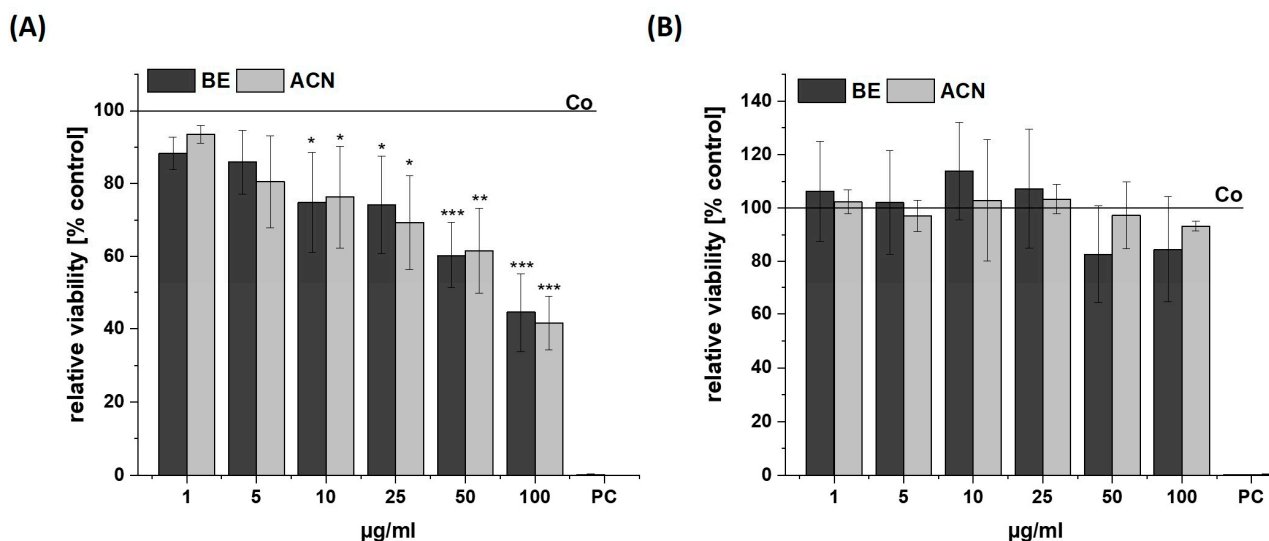 (A)
BE ACN
Co
relative viability [% control]
100
80
60
40
20
0
* * * * *** ** *** ***
1 5 10 25 50 100 PC
µg/ml
(B)
BE ACN
Co
relative viability [% control]
140
120
100
80
60
40
20
0
1 5 10 25 50 100 PC
µg/ml